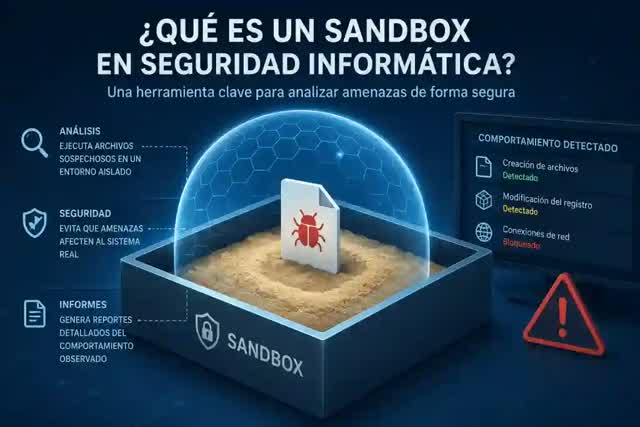 ¿QUÉ ES UN SANDBOX
EN SEGURIDAD INFORMÁTICA?
Una herramienta clave para analizar amenazas de forma segura
ANÁLISIS
EJECUTA ARCHIVOS
SOSPECHOSOS EN UN
ENTORNO AISLADO
SEGURIDAD
EVITA QUE AMENAZAS
AFECTEN AL SISTEMA
REAL
INFORMES
GENERA REPORTES
DETALLADOS DEL
COMPORTAMIENTO
OBSERVADO
SANDBOX
COMPORTAMIENTO DETECTADO
Creación de archivos
Detectado
Modificación del registro
Detectado
Conexiones de red
Bloqueado